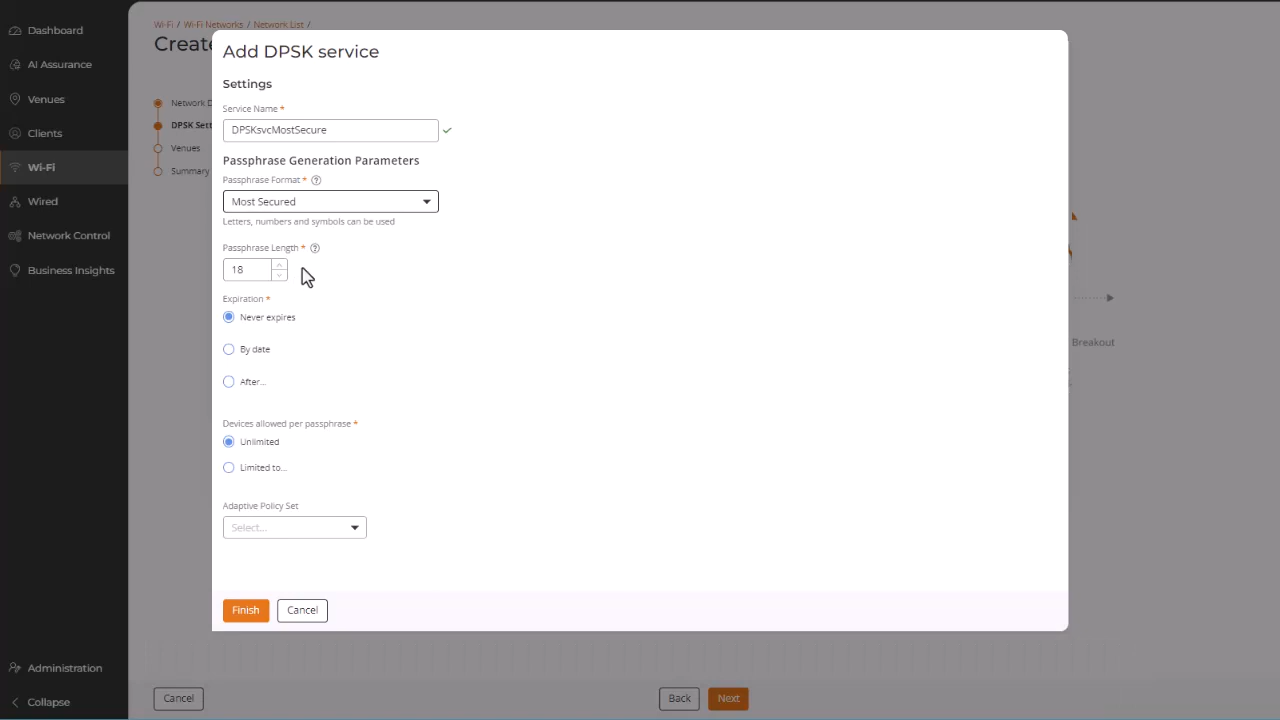 Dashboard
AI Assurance
Venues
Clients
Wi-Fi
Wired
Network Control
Business Insights
Administration
Collapse
Wi-Fi / Wi-Fi Networks / Network List /
Create
Network D
DPSK Sett
Venues
Summary
Add DPSK service
Settings
Service Name *
DPSKsvcMostSecure
Passphrase Generation Parameters
Passphrase Format * ?
Most Secured
Letters, numbers and symbols can be used
Passphrase Length * ?
18
Expiration *
Never expires
By date
After...
Devices allowed per passphrase *
Unlimited
Limited to...
Adaptive Policy Set
Select...
Finish Cancel
Breakout
Cancel Back Next